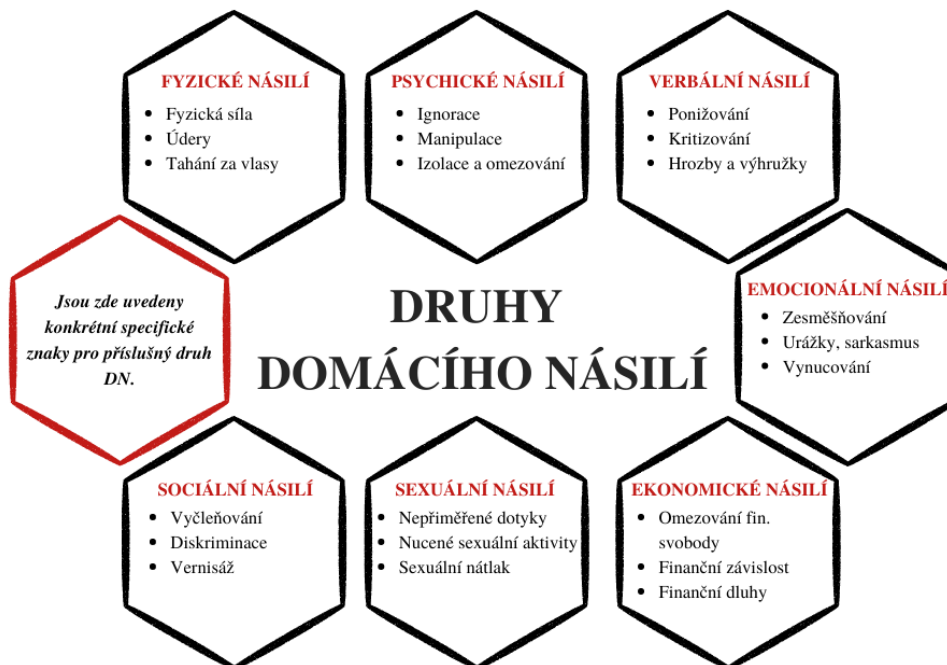 FYZICKÉ NÁSILÍ
• Fyzická síla
• Údery
• Tahání za vlasy
PSYCHICKÉ NÁSILÍ
• Ignorace
• Manipulace
• Izolace a omezování
VERBÁLNÍ NÁSILÍ
• Ponižování
• Kritizování
• Hrozby a výhružky
Jsou zde uvedeny
konkrétní specifické
znaky pro příslušný druh
DN.
DRUHY
DOMÁCÍHO NÁSILÍ
EMOCIONÁLNÍ NÁSILÍ
• Zesměšňování
• Urážky, sarkasmus
• Vynucování
SOCIÁLNÍ NÁSILÍ
• Vyčleňování
• Diskriminace
• Vernisáž
SEXUÁLNÍ NÁSILÍ
• Nepřiměřené dotyky
• Nucené sexuální aktivity
• Sexuální nátlak
EKONOMICKÉ NÁSILÍ
• Omezování fin.
svobody
• Finanční závislost
• Finanční dluhy